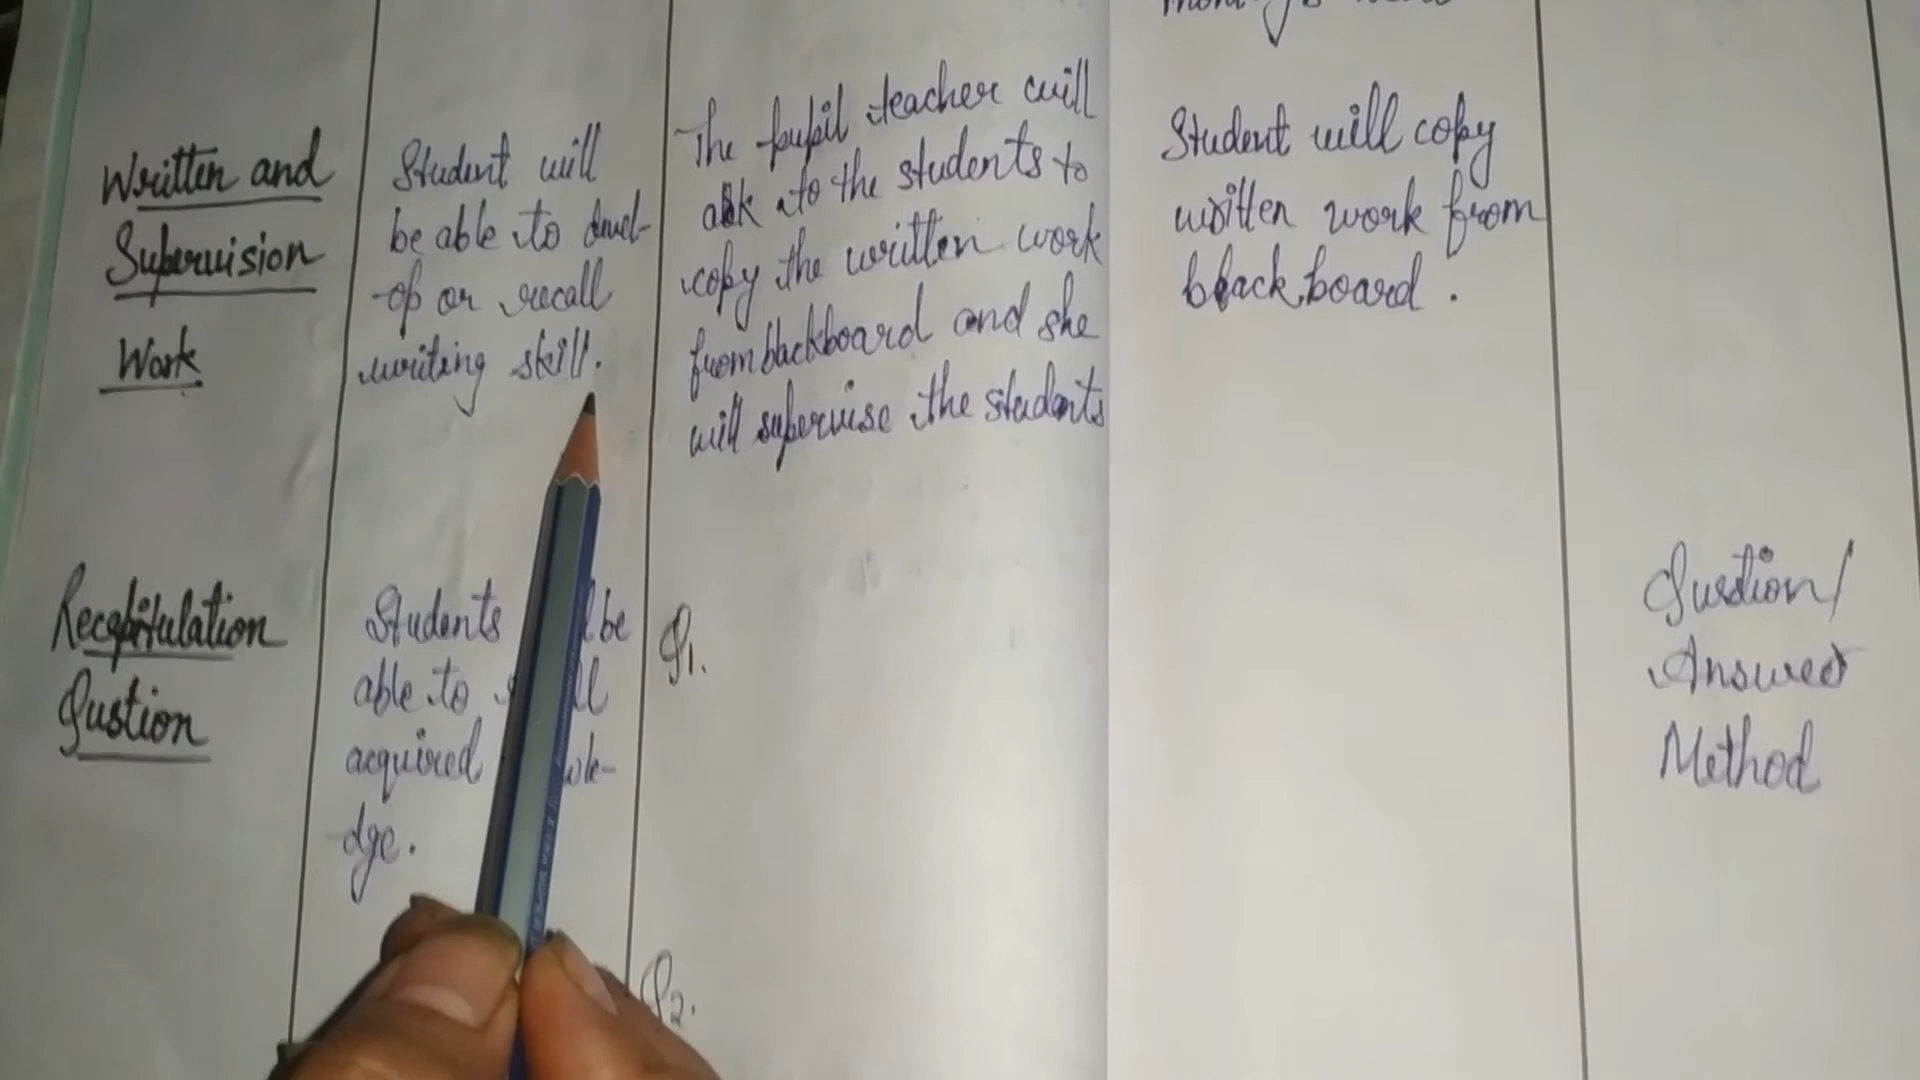 Written and
Supervision
Work
Student will
be able to devel-
op or recall
writing skill.
The pupil teacher will
ask to the students to
copy the written work
from backboard and she
will supervise the students
Student will copy
written work from
black board.
Recapitulation
Qustion
Students be
able to
acquired
dge.
Q1.
Q2.
Qustion/
Answer
Method